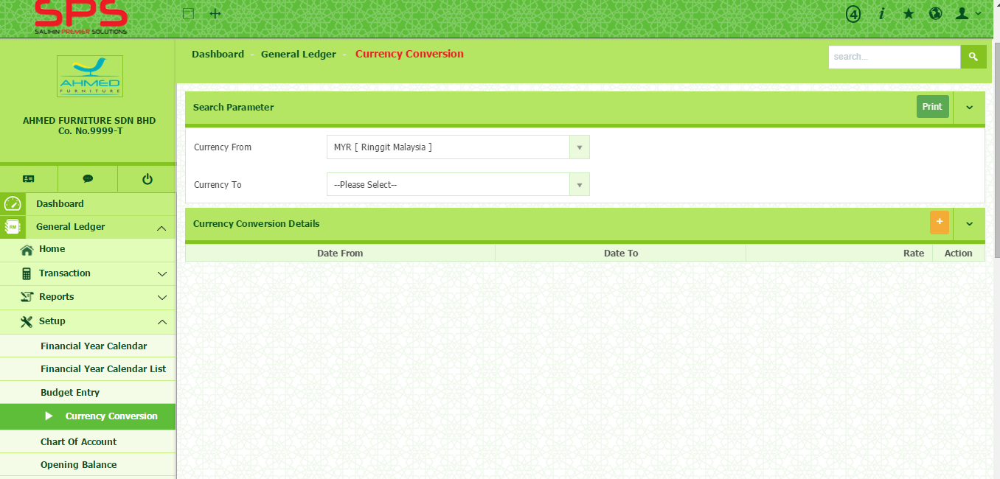 SPS
SALIHIN PREMIER SOLUTIONS
4
i
Dashboard - General Ledger - Currency Conversion
search...
AHMED
FURNITURE
AHMED FURNITURE SDN BHD
Co. No.9999-T
Dashboard
RM
General Ledger
Home
Transaction
Reports
Setup
Financial Year Calendar
Financial Year Calendar List
Budget Entry
Currency Conversion
Chart Of Account
Opening Balance
Search Parameter
Print
Currency From
MYR [ Ringgit Malaysia ]
Currency To
--Please Select--
Currency Conversion Details
+
Date From Date To Rate Action